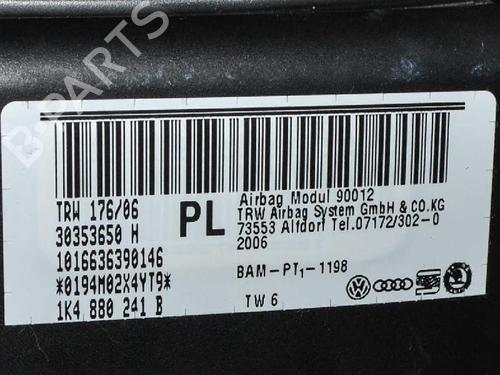 B-PARTS
TRW 176/06
30353650 H
1016636390146
*0194M02X4YT9*
1K4 880 241 B
PL
Airbag Modul 90012
TRW Airbag System GmbH & CO.KG
73553 Alfdorf Tel.07172/302-0
2006
BAM-PT1-1198
TW 6